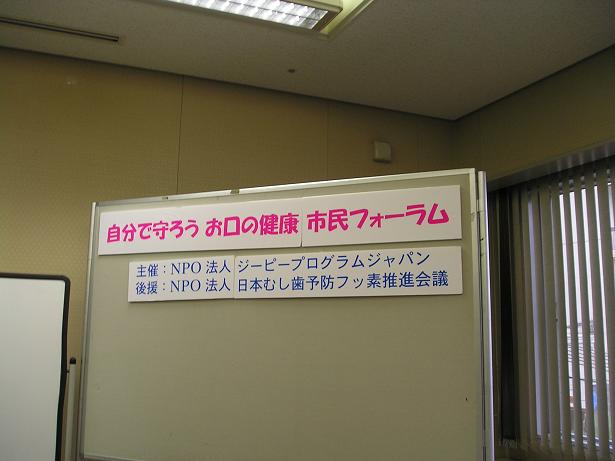 自分で守ろう お口の健康 市民フォーラム
主催：NPO 法人 ジーピープログラムジャパン
後援：NPO 法人 日本むし歯予防フッ素推進会議